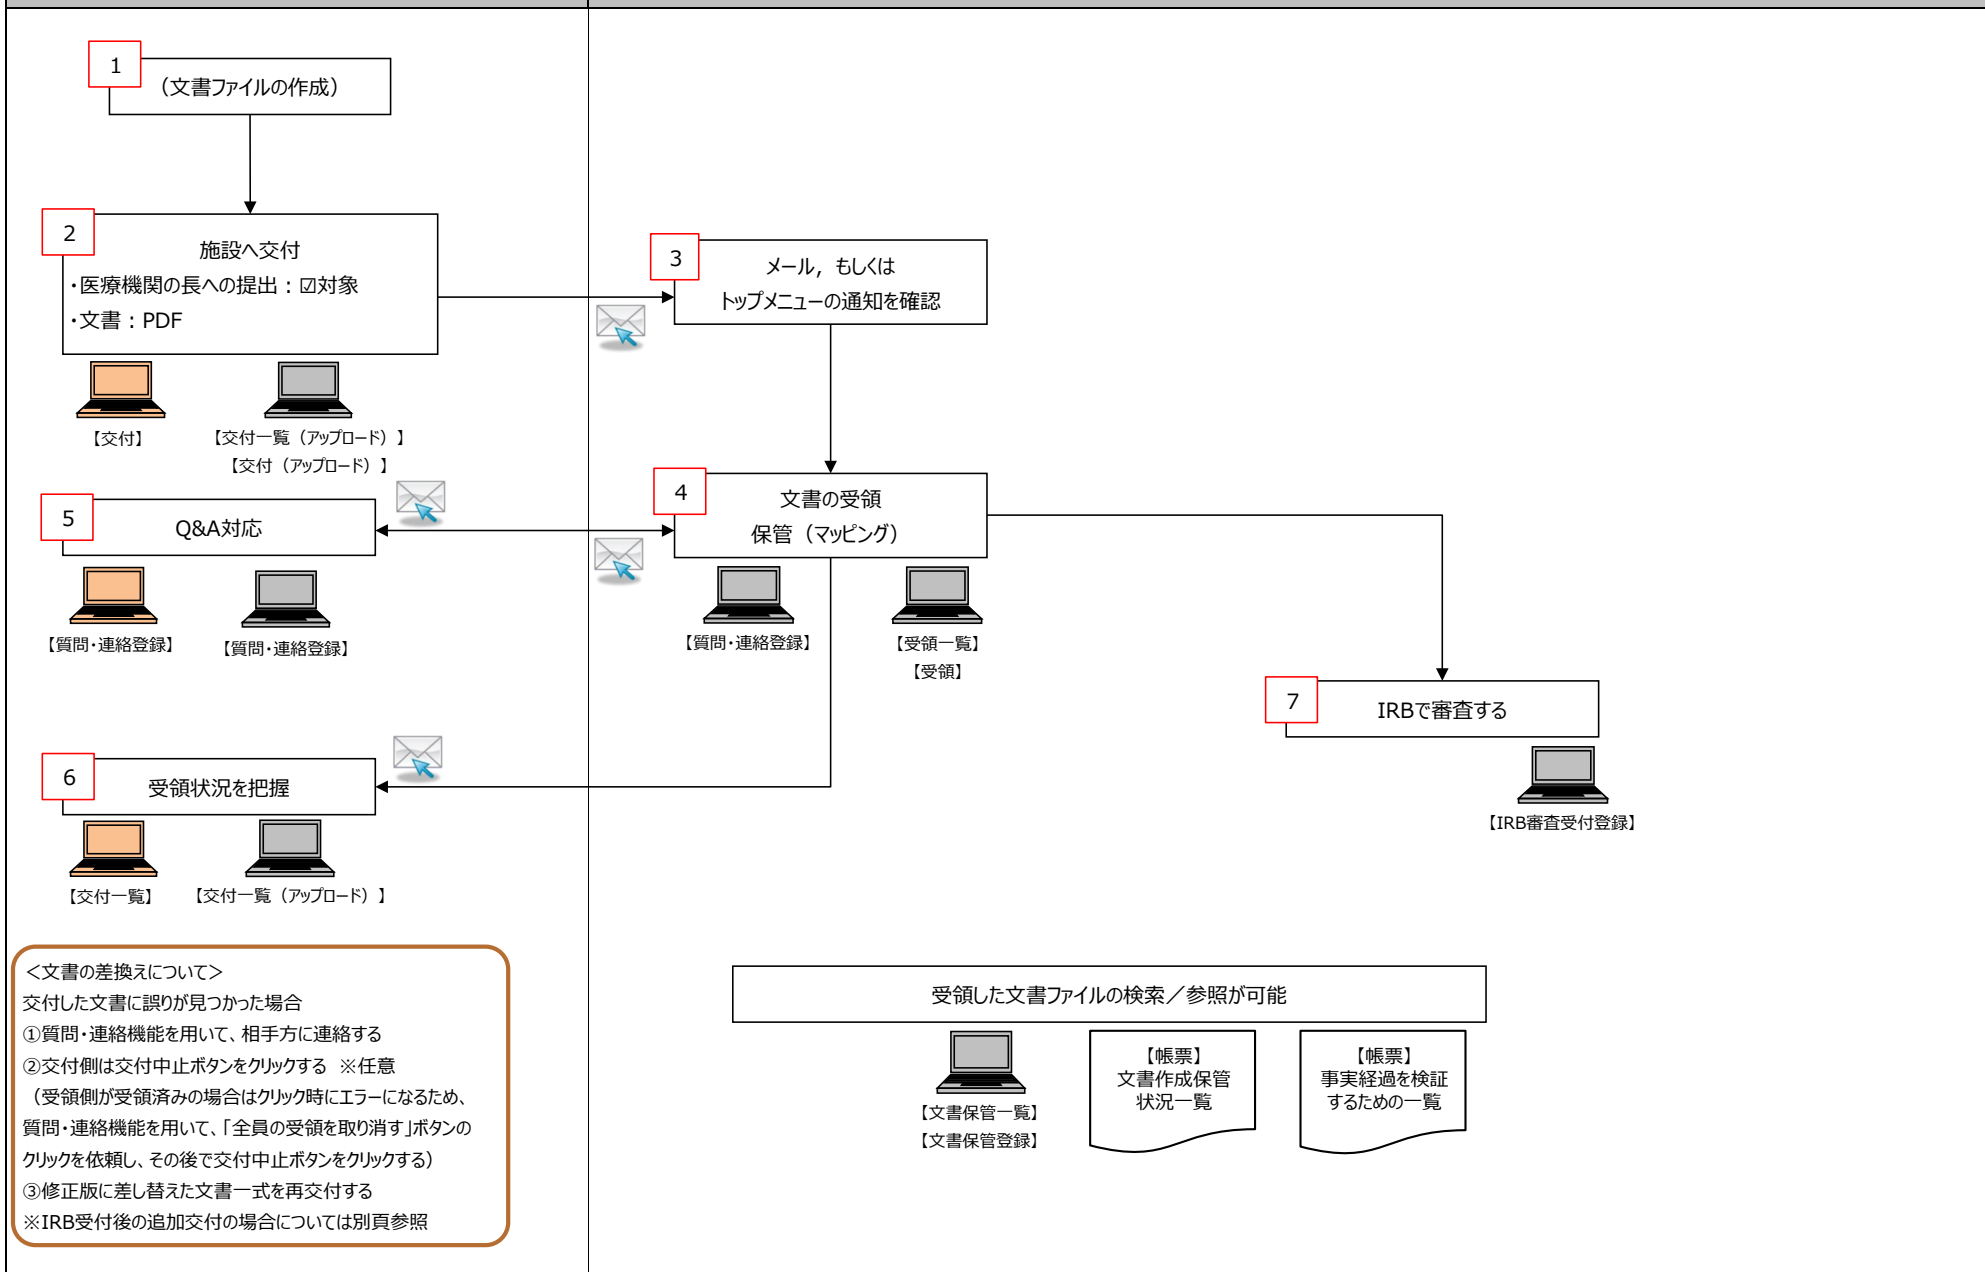 1
（文書ファイルの作成）
2
施設へ交付
・医療機関の長への提出：☑対象
・文書：PDF
【交付】
【交付一覧（アップロード）】
【交付（アップロード）】
3
メール，もしくは
トップメニューの通知を確認
4
文書の受領
保管（マッピング）
【質問・連絡登録】
【受領一覧】
【受領】
5
Q&A対応
【質問・連絡登録】
【質問・連絡登録】
6
受領状況を把握
【交付一覧】
【交付一覧（アップロード）】
7
IRBで審査する
【IRB審査受付登録】
＜文書の差換えについて＞
交付した文書に誤りが見つかった場合
①質問・連絡機能を用いて、相手方に連絡する
②交付側は交付中止ボタンをクリックする ※任意
（受領側が受領済みの場合はクリック時にエラーになるため、
質問・連絡機能を用いて、「全員の受領を取り消す」ボタンの
クリックを依頼し、その後で交付中止ボタンをクリックする）
③修正版に差し替えた文書一式を再交付する
※IRB受付後の追加交付の場合については別頁参照
受領した文書ファイルの検索／参照が可能
【文書保管一覧】
【文書保管登録】
【帳票】
文書作成保管
状況一覧
【帳票】
事実経過を検証
するための一覧